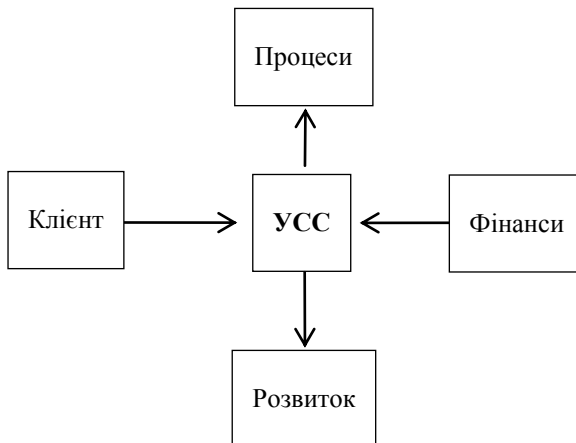 Процеси
Клієнт
УСС
Фінанси
Розвиток